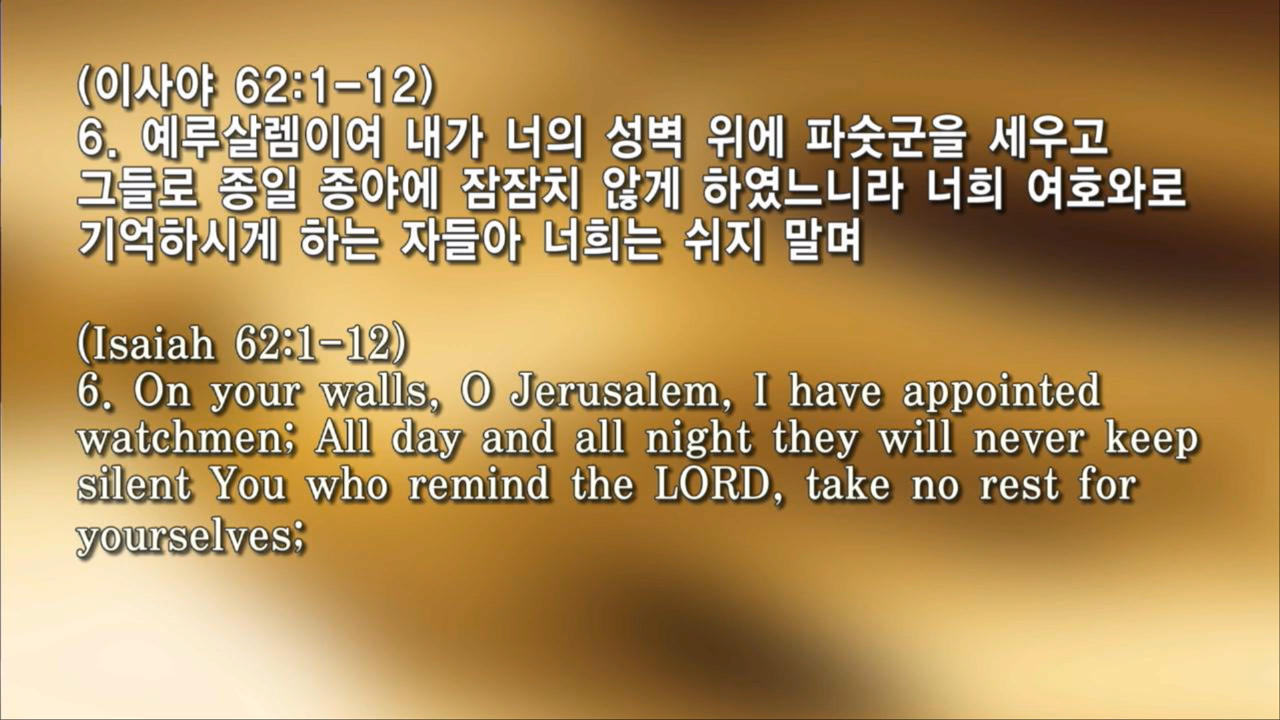 (이사야 62:1-12)
6. 예루살렘이여 내가 너의 성벽 위에 파숫군을 세우고
그들로 종일 종야에 잠잠치 않게 하였느니라 너희 여호와로
기억하시게 하는 자들아 너희는 쉬지 말며
(Isaiah 62:1-12)
6. On your walls, O Jerusalem, I have appointed
watchmen; All day and all night they will never keep
silent You who remind the LORD, take no rest for
yourselves;